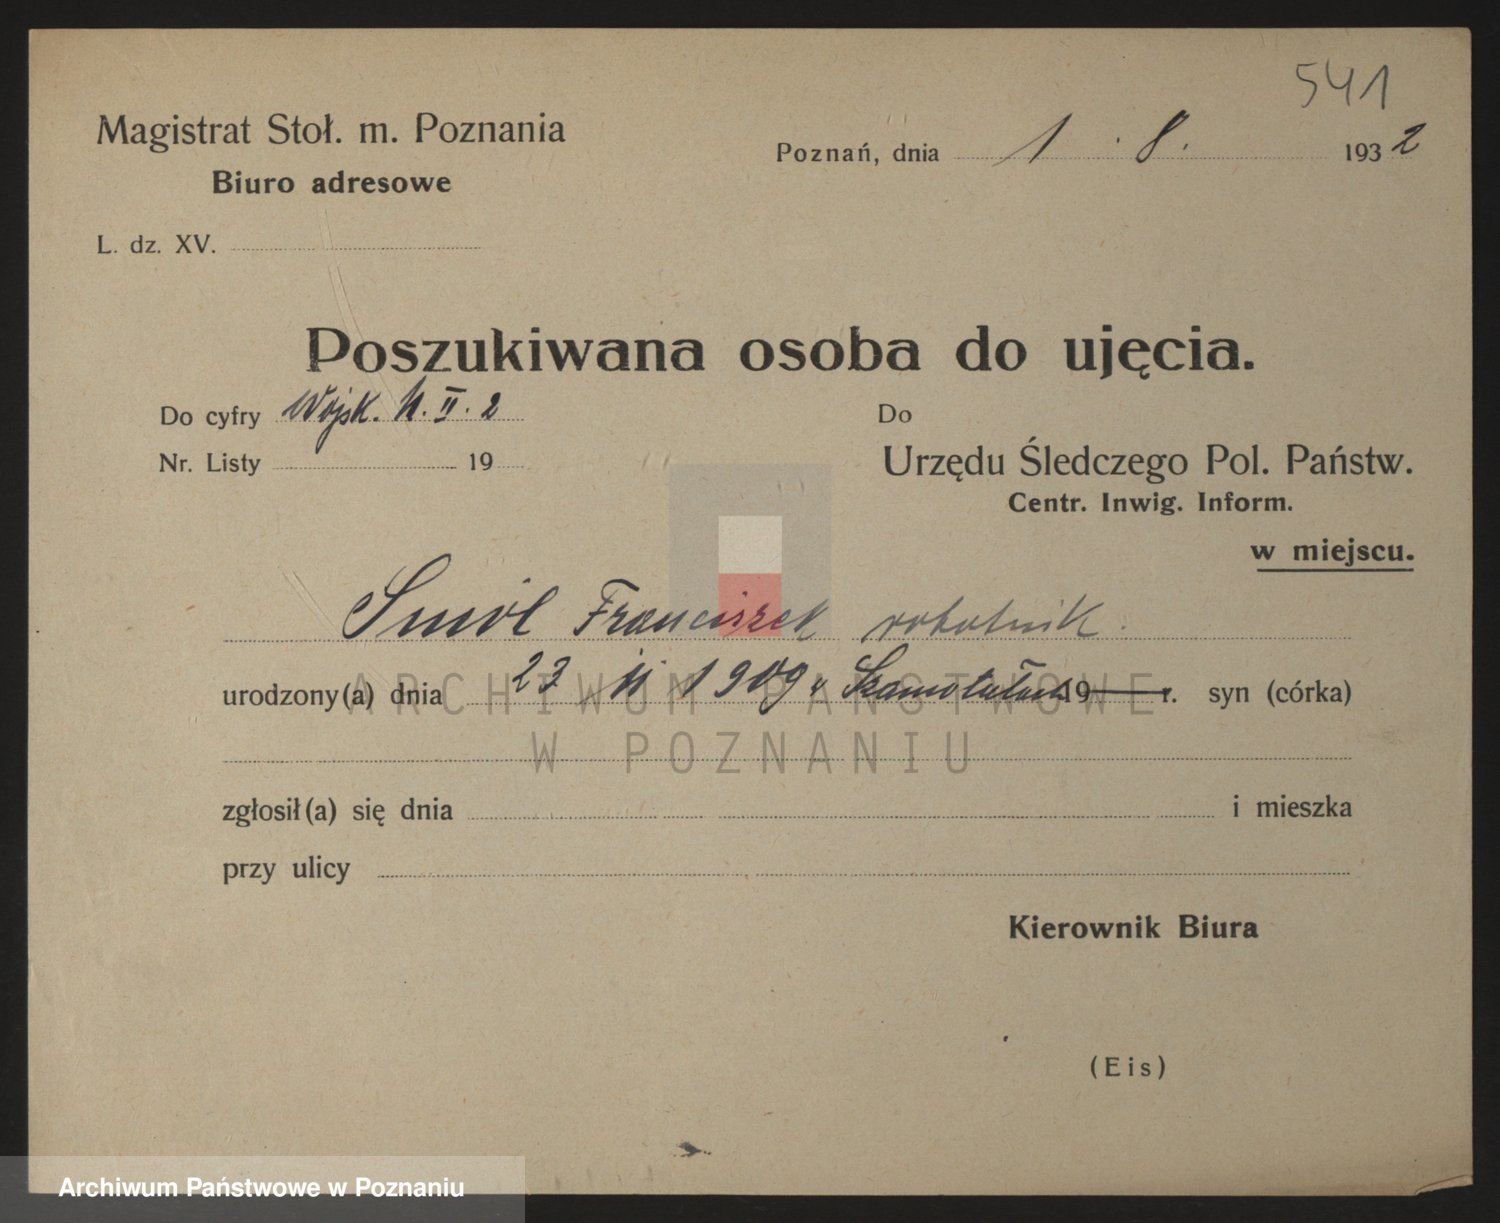 541
Magistrat Stoł. m. Poznania
Biuro adresowe
Poznań, dnia 1. 8. 1932
L. dz. XV.
Poszukiwana osoba do ujęcia.
Do cyfry Wojsk. II. 2
Nr. Listy 19
Do
Urzędu Śledczego Pol. Państw.
Centr. Inwig. Inform.
w miejscu.
Smól Franciszek robotnik.
urodzony(a) dnia 23 11 1909 w Szamotułach 19 r. syn (córka)
ARCHIWUM PAŃSTWOWE
W POZNANIU
zgłosił(a) się dnia i mieszka
przy ulicy
Kierownik Biura
(Eis)
Archiwum Państwowe w Poznaniu